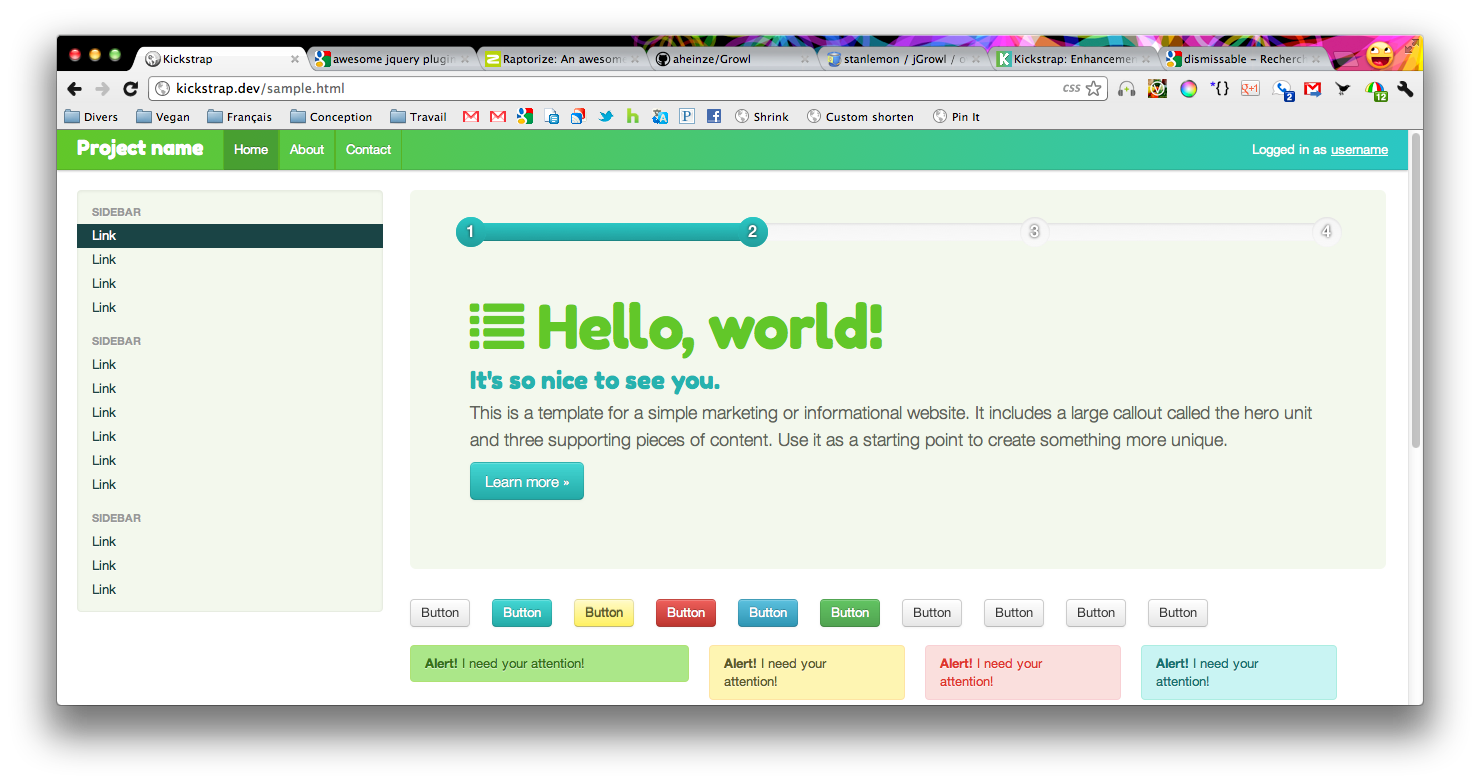 Kickstrap
awesome jquery plugin
Raptorize: An awesome
aheinze/Growl
stanlemon / jGrowl / o
Kickstrap: Enhancemen
dismissable – Recherch
kickstrap.dev/sample.html
CSS
*{}
g+1
2
12
Divers
Vegan
Français
Conception
Travail
Shrink
Custom shorten
Pin It
Project name
Home
About
Contact
Logged in as username
SIDEBAR
Link
Link
Link
Link
SIDEBAR
Link
Link
Link
Link
Link
Link
SIDEBAR
Link
Link
Link
1 2 3 4
Hello, world!
It's so nice to see you.
This is a template for a simple marketing or informational website. It includes a large callout called the hero unit
and three supporting pieces of content. Use it as a starting point to create something more unique.
Learn more »
Button Button Button Button Button Button Button Button Button Button
Alert! I need your attention!
Alert! I need your
attention!
Alert! I need your
attention!
Alert! I need your
attention!